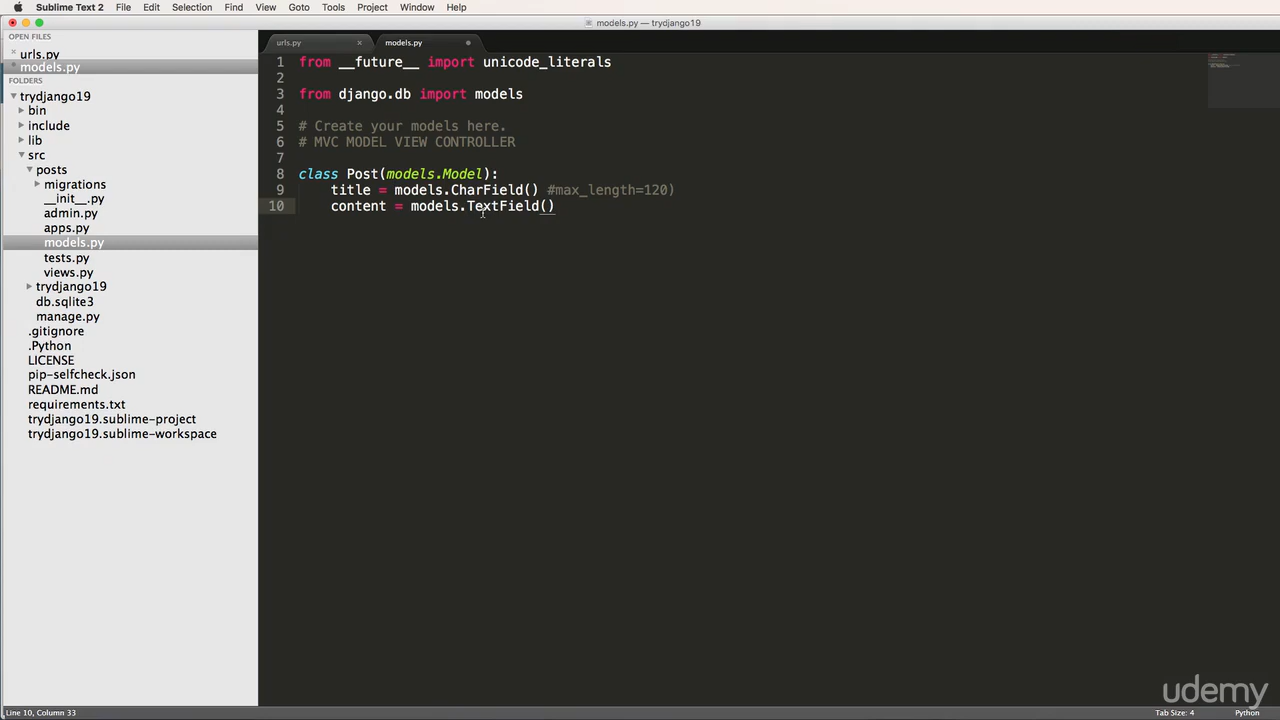 Sublime Text 2 File Edit Selection Find View Goto Tools Project Window Help
models.py — trydjango19
OPEN FILES
urls.py
models.py
FOLDERS
trydjango19
bin
include
lib
src
posts
migrations
__init__.py
admin.py
apps.py
models.py
tests.py
views.py
trydjango19
db.sqlite3
manage.py
.gitignore
.Python
LICENSE
pip-selfcheck.json
README.md
requirements.txt
trydjango19.sublime-project
trydjango19.sublime-workspace
urls.py models.py
1 from __future__ import unicode_literals
2
3 from django.db import models
4
5 # Create your models here.
6 # MVC MODEL VIEW CONTROLLER
7
8 class Post(models.Model):
9 title = models.CharField() #max_length=120)
10 content = models.TextField()
udemy
Line 10, Column 33 Tab Size: 4 Python